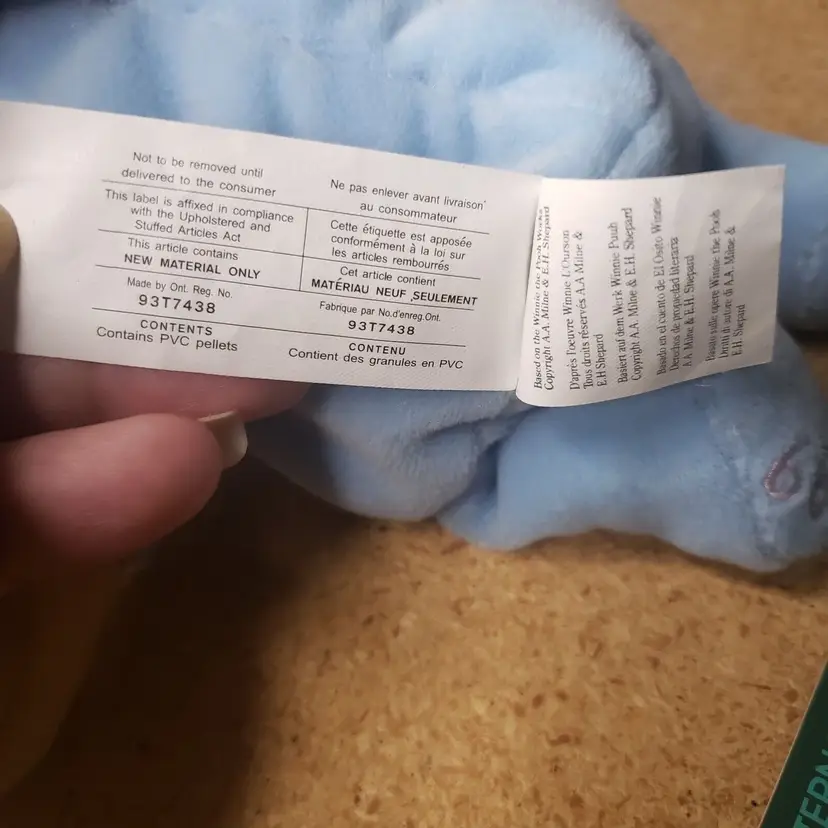 Not to be removed until
delivered to the consumer
This label is affixed in compliance
with the Upholstered and
Stuffed Articles Act
This article contains
NEW MATERIAL ONLY
Made by Ont. Reg. No.
93T7438
CONTENTS
Contains PVC pellets
Ne pas enlever avant livraison
au consommateur
Cette étiquette est apposée
conformément à la loi sur
les articles rembourrés
Cet article contient
MATÉRIAU NEUF SEULEMENT
Fabrique par No.d'enreg.Ont.
93T7438
CONTENU
Contient des granules en PVC
Based on the Winnie the Pooh Works
Copyright A.A. Milne & E.H. Shepard
D'après l'oeuvre Winnie L'Ourson
Tous droits réservés A.A Milne &
E.H Shepard
Basiert auf dem Werk Winnie Puuh
Copyright A.A. Milne & E.H. Shepard
Basado en el cuento de El Osito Winnie
Derechos de propiedad literaria
A.A Milne & E.H. Shepard
Basato sulle opere Winnie the Pooh
Diritti di autore di A.A. Milne &
E.H. Shepard